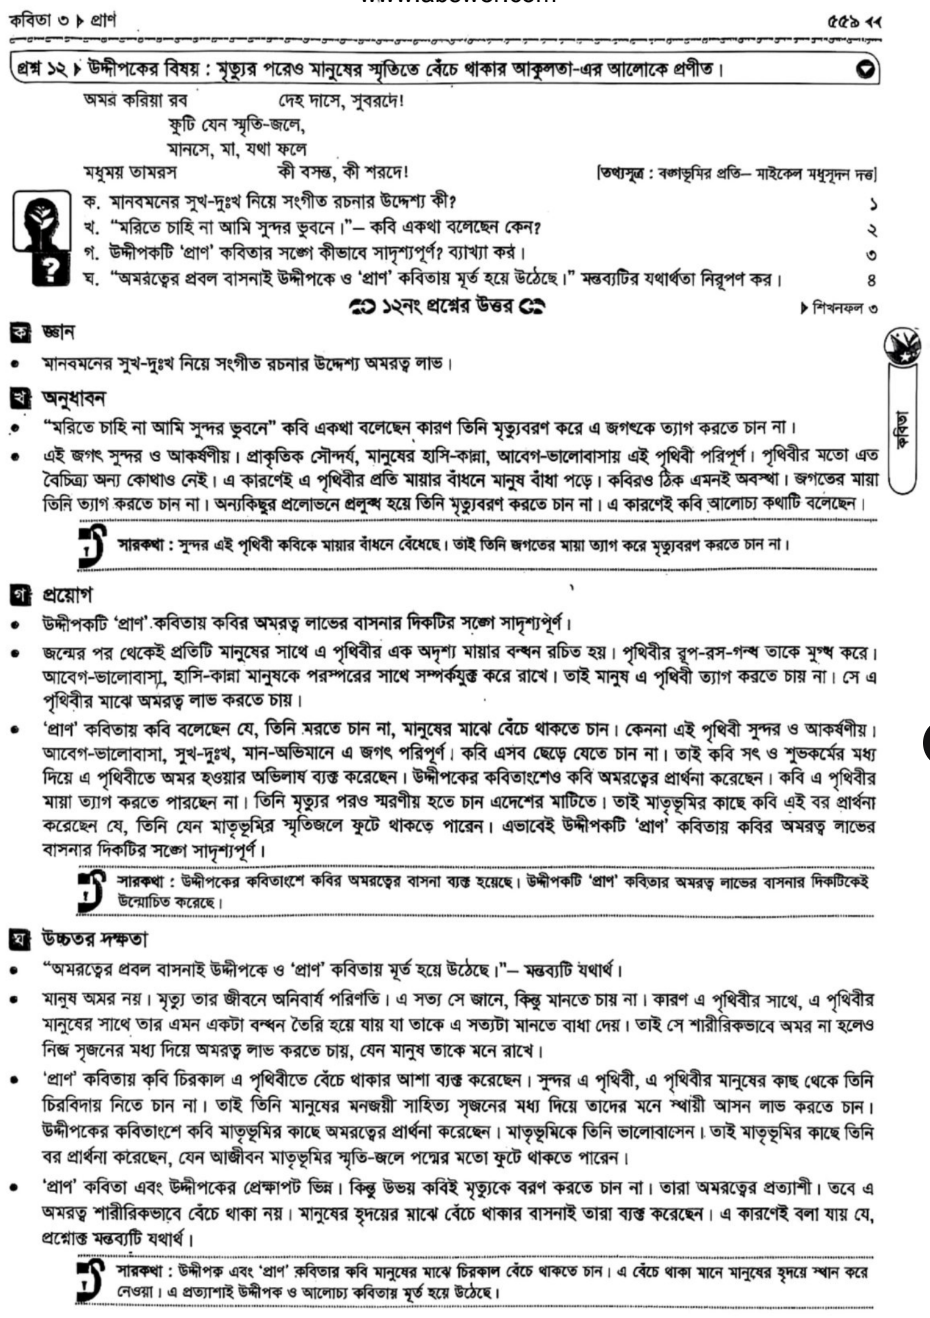 কবিতা ৩ ▶ প্রাণ ৫৫৯ ◀◀
প্রশ্ন ১২ ▶ উদ্দীপকের বিষয় : মৃত্যুর পরেও মানুষের স্মৃতিতে বেঁচে থাকার আকুলতা-এর আলোকে প্রণীত।
অমর করিয়া রব দেহ দাসে, সুবরদে!
ফুটি যেন স্মৃতি-জলে,
মানসে, মা, যথা ফলে
মধুময় তামরস কী বসন্ত, কী শরদে! [তথ্যসূত্র : বঙ্গভূমির প্রতি— মাইকেল মধুসূদন দত্ত]
ক. মানবমনের সুখ-দুঃখ নিয়ে সংগীত রচনার উদ্দেশ্য কী? ১
খ. “মরিতে চাহি না আমি সুন্দর ভুবনে।”— কবি একথা বলেছেন কেন? ২
গ. উদ্দীপকটি ‘প্রাণ’ কবিতার সঙ্গে কীভাবে সাদৃশ্যপূর্ণ? ব্যাখ্যা কর। ৩
ঘ. “অমরত্বের প্রবল বাসনাই উদ্দীপকে ও ‘প্রাণ’ কবিতায় মূর্ত হয়ে উঠেছে।” মন্তব্যটির যথার্থতা নিরূপণ কর। ৪
১২নং প্রশ্নের উত্তর ▶ শিখনফল ৩
ক জ্ঞান
• মানবমনের সুখ-দুঃখ নিয়ে সংগীত রচনার উদ্দেশ্য অমরত্ব লাভ।
খ অনুধাবন
• “মরিতে চাহি না আমি সুন্দর ভুবনে” কবি একথা বলেছেন কারণ তিনি মৃত্যুবরণ করে এ জগৎকে ত্যাগ করতে চান না।
• এই জগৎ সুন্দর ও আকর্ষণীয়। প্রাকৃতিক সৌন্দর্য, মানুষের হাসি-কান্না, আবেগ-ভালোবাসায় এই পৃথিবী পরিপূর্ণ। পৃথিবীর মতো এত
বৈচিত্র্য অন্য কোথাও নেই। এ কারণেই এ পৃথিবীর প্রতি মায়ার বাঁধনে মানুষ বাঁধা পড়ে। কবিরও ঠিক এমনই অবস্থা। জগতের মায়া
তিনি ত্যাগ করতে চান না। অন্যকিছুর প্রলোভনে প্রলুব্ধ হয়ে তিনি মৃত্যুবরণ করতে চান না। এ কারণেই কবি আলোচ্য কথাটি বলেছেন।
সারকথা : সুন্দর এই পৃথিবী কবিকে মায়ার বাঁধনে বেঁধেছে। তাই তিনি জগতের মায়া ত্যাগ করে মৃত্যুবরণ করতে চান না।
কবিতা
গ প্রয়োগ
• উদ্দীপকটি ‘প্রাণ’ কবিতায় কবির অমরত্ব লাভের বাসনার দিকটির সঙ্গে সাদৃশ্যপূর্ণ।
• জন্মের পর থেকেই প্রতিটি মানুষের সাথে এ পৃথিবীর এক অদৃশ্য মায়ার বন্ধন রচিত হয়। পৃথিবীর রূপ-রস-গন্ধ তাকে মুগ্ধ করে।
আবেগ-ভালোবাসা, হাসি-কান্না মানুষকে পরস্পরের সাথে সম্পর্কযুক্ত করে রাখে। তাই মানুষ এ পৃথিবী ত্যাগ করতে চায় না। সে এ
পৃথিবীর মাঝে অমরত্ব লাভ করতে চায়।
• ‘প্রাণ’ কবিতায় কবি বলেছেন যে, তিনি মরতে চান না, মানুষের মাঝে বেঁচে থাকতে চান। কেননা এই পৃথিবী সুন্দর ও আকর্ষণীয়।
আবেগ-ভালোবাসা, সুখ-দুঃখ, মান-অভিমানে এ জগৎ পরিপূর্ণ। কবি এসব ছেড়ে যেতে চান না। তাই কবি সৎ ও শুভকর্মের মধ্য
দিয়ে এ পৃথিবীতে অমর হওয়ার অভিলাষ ব্যক্ত করেছেন। উদ্দীপকের কবিতাংশেও কবি অমরত্বের প্রার্থনা করেছেন। কবি এ পৃথিবীর
মায়া ত্যাগ করতে পারছেন না। তিনি মৃত্যুর পরও স্মরণীয় হতে চান এদেশের মাটিতে। তাই মাতৃভূমির কাছে কবি এই বর প্রার্থনা
করেছেন যে, তিনি যেন মাতৃভূমির স্মৃতিজলে ফুটে থাকতে পারেন। এভাবেই উদ্দীপকটি ‘প্রাণ’ কবিতায় কবির অমরত্ব লাভের
বাসনার দিকটির সঙ্গে সাদৃশ্যপূর্ণ।
সারকথা : উদ্দীপকের কবিতাংশে কবির অমরত্বের বাসনা ব্যক্ত হয়েছে। উদ্দীপকটি ‘প্রাণ’ কবিতার অমরত্ব লাভের বাসনার দিকটিকেই
উন্মোচিত করেছে।
ঘ উচ্চতর দক্ষতা
• “অমরত্বের প্রবল বাসনাই উদ্দীপকে ও ‘প্রাণ’ কবিতায় মূর্ত হয়ে উঠেছে।”— মন্তব্যটি যথার্থ।
• মানুষ অমর নয়। মৃত্যু তার জীবনে অনিবার্য পরিণতি। এ সত্য সে জানে, কিন্তু মানতে চায় না। কারণ এ পৃথিবীর সাথে, এ পৃথিবীর
মানুষের সাথে তার এমন একটা বন্ধন তৈরি হয়ে যায় যা তাকে এ সত্যটা মানতে বাধা দেয়। তাই সে শারীরিকভাবে অমর না হলেও
নিজ সৃজনের মধ্য দিয়ে অমরত্ব লাভ করতে চায়, যেন মানুষ তাকে মনে রাখে।
• ‘প্রাণ’ কবিতায় কবি চিরকাল এ পৃথিবীতে বেঁচে থাকার আশা ব্যক্ত করেছেন। সুন্দর এ পৃথিবী, এ পৃথিবীর মানুষের কাছ থেকে তিনি
চিরবিদায় নিতে চান না। তাই তিনি মানুষের মনজয়ী সাহিত্য সৃজনের মধ্য দিয়ে তাদের মনে স্থায়ী আসন লাভ করতে চান।
উদ্দীপকের কবিতাংশে কবি মাতৃভূমির কাছে অমরত্বের প্রার্থনা করেছেন। মাতৃভূমিকে তিনি ভালোবাসেন। তাই মাতৃভূমির কাছে তিনি
বর প্রার্থনা করেছেন, যেন আজীবন মাতৃভূমির স্মৃতি-জলে পদ্মের মতো ফুটে থাকতে পারেন।
• ‘প্রাণ’ কবিতা এবং উদ্দীপকের প্রেক্ষাপট ভিন্ন। কিন্তু উভয় কবিই মৃত্যুকে বরণ করতে চান না। তারা অমরত্বের প্রত্যাশী। তবে এ
অমরত্ব শারীরিকভাবে বেঁচে থাকা নয়। মানুষের হৃদয়ের মাঝে বেঁচে থাকার বাসনাই তারা ব্যক্ত করেছেন। এ কারণেই বলা যায় যে,
প্রশ্নোক্ত মন্তব্যটি যথার্থ।
সারকথা : উদ্দীপক এবং ‘প্রাণ’ কবিতার কবি মানুষের মাঝে চিরকাল বেঁচে থাকতে চান। এ বেঁচে থাকা মানে মানুষের হৃদয়ে স্থান করে
নেওয়া। এ প্রত্যাশাই উদ্দীপক ও আলোচ্য কবিতায় মূর্ত হয়ে উঠেছে।